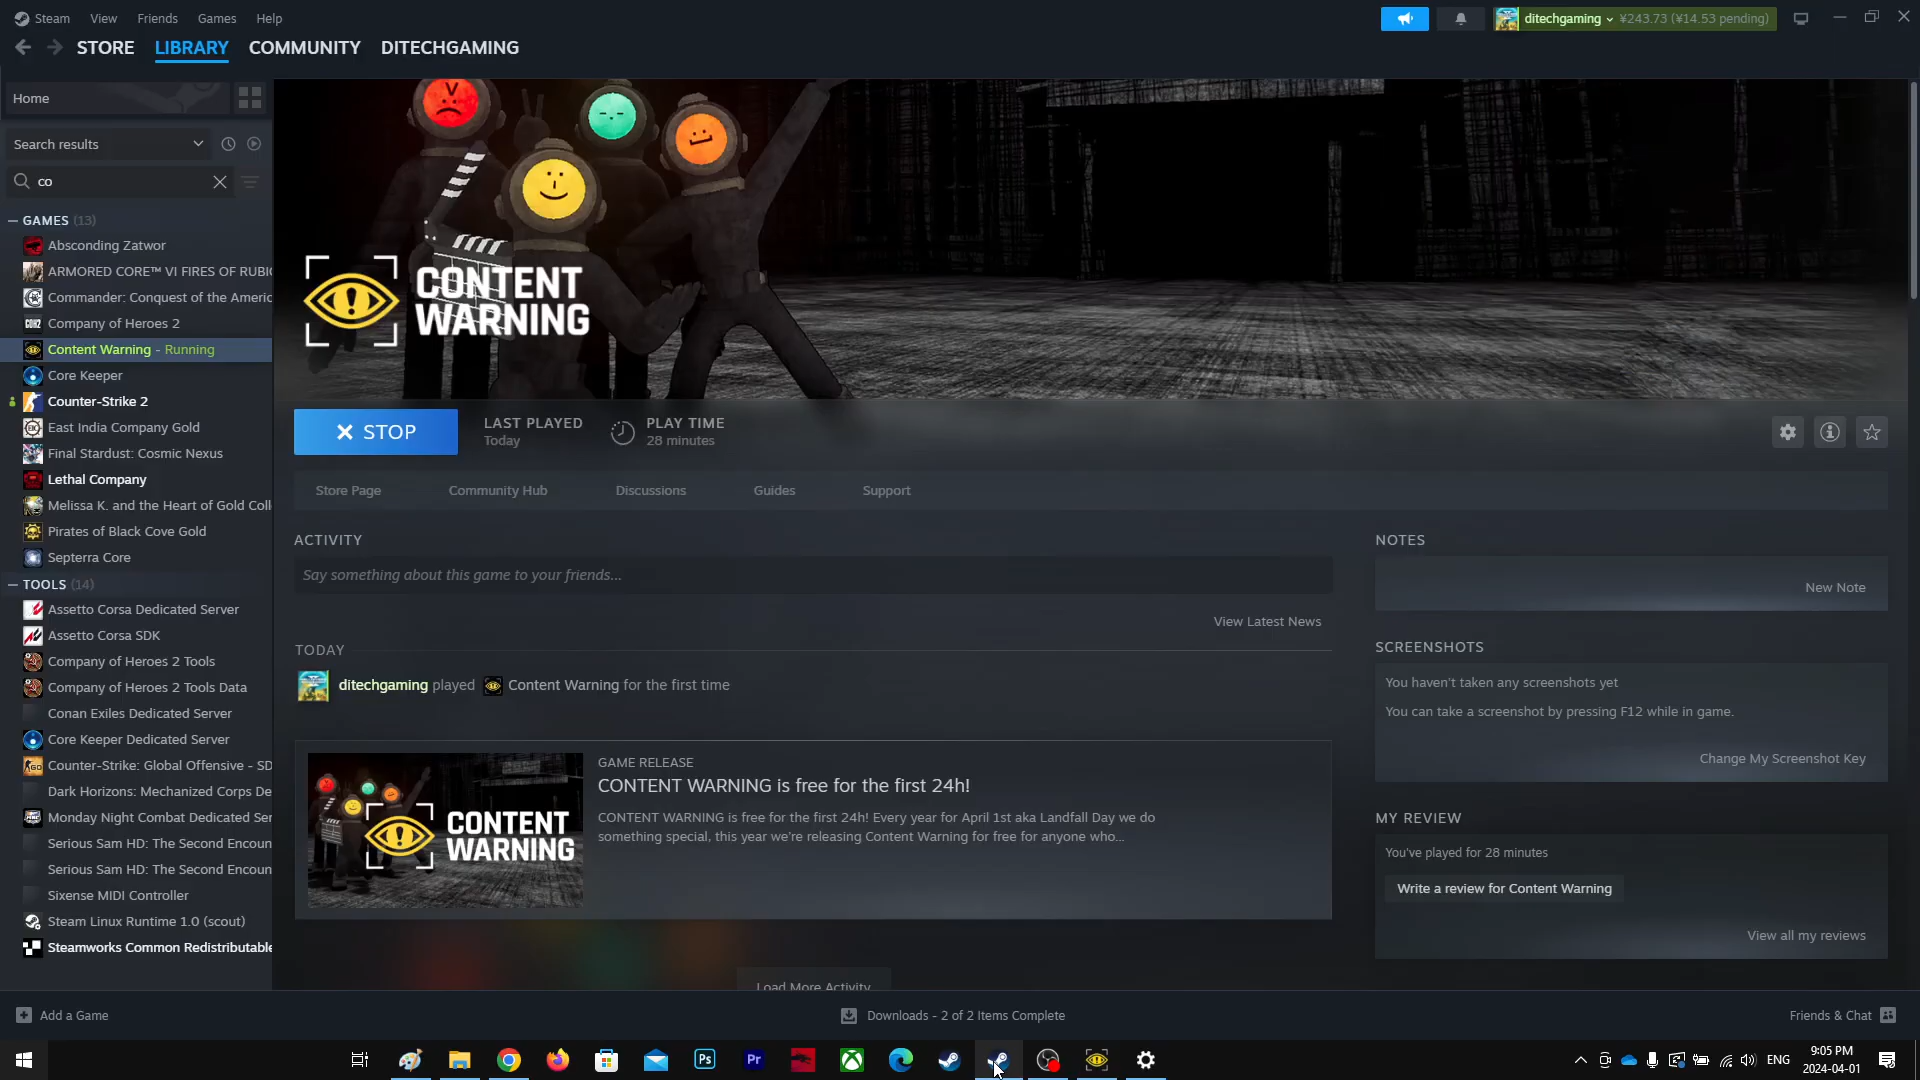 Steam View Friends Games Help
ditechgaming ¥243.73 (¥14.53 pending)
STORE LIBRARY COMMUNITY DITECHGAMING
Home
Search results
co
GAMES (13)
Absconding Zatwor
ARMORED CORE™ VI FIRES OF RUBIC
Commander: Conquest of the Americ
Company of Heroes 2
Content Warning - Running
Core Keeper
Counter-Strike 2
East India Company Gold
Final Stardust: Cosmic Nexus
Lethal Company
Melissa K. and the Heart of Gold Coll
Pirates of Black Cove Gold
Septerra Core
TOOLS (14)
Assetto Corsa Dedicated Server
Assetto Corsa SDK
Company of Heroes 2 Tools
Company of Heroes 2 Tools Data
Conan Exiles Dedicated Server
Core Keeper Dedicated Server
Counter-Strike: Global Offensive - SD
Dark Horizons: Mechanized Corps De
Monday Night Combat Dedicated Ser
Serious Sam HD: The Second Encoun
Serious Sam HD: The Second Encoun
Sixense MIDI Controller
Steam Linux Runtime 1.0 (scout)
Steamworks Common Redistributable
CONTENT
WARNING
STOP
LAST PLAYED
Today
PLAY TIME
28 minutes
Store Page Community Hub Discussions Guides Support
ACTIVITY
Say something about this game to your friends...
View Latest News
TODAY
ditechgaming played Content Warning for the first time
CONTENT
WARNING
GAME RELEASE
CONTENT WARNING is free for the first 24h!
CONTENT WARNING is free for the first 24h! Every year for April 1st aka Landfall Day we do
something special, this year we're releasing Content Warning for free for anyone who...
Load More Activity
NOTES
New Note
SCREENSHOTS
You haven't taken any screenshots yet
You can take a screenshot by pressing F12 while in game.
Change My Screenshot Key
MY REVIEW
You've played for 28 minutes
Write a review for Content Warning
View all my reviews
Add a Game
Downloads - 2 of 2 Items Complete
Friends & Chat
Ps Pr
ENG
9:05 PM
2024-04-01